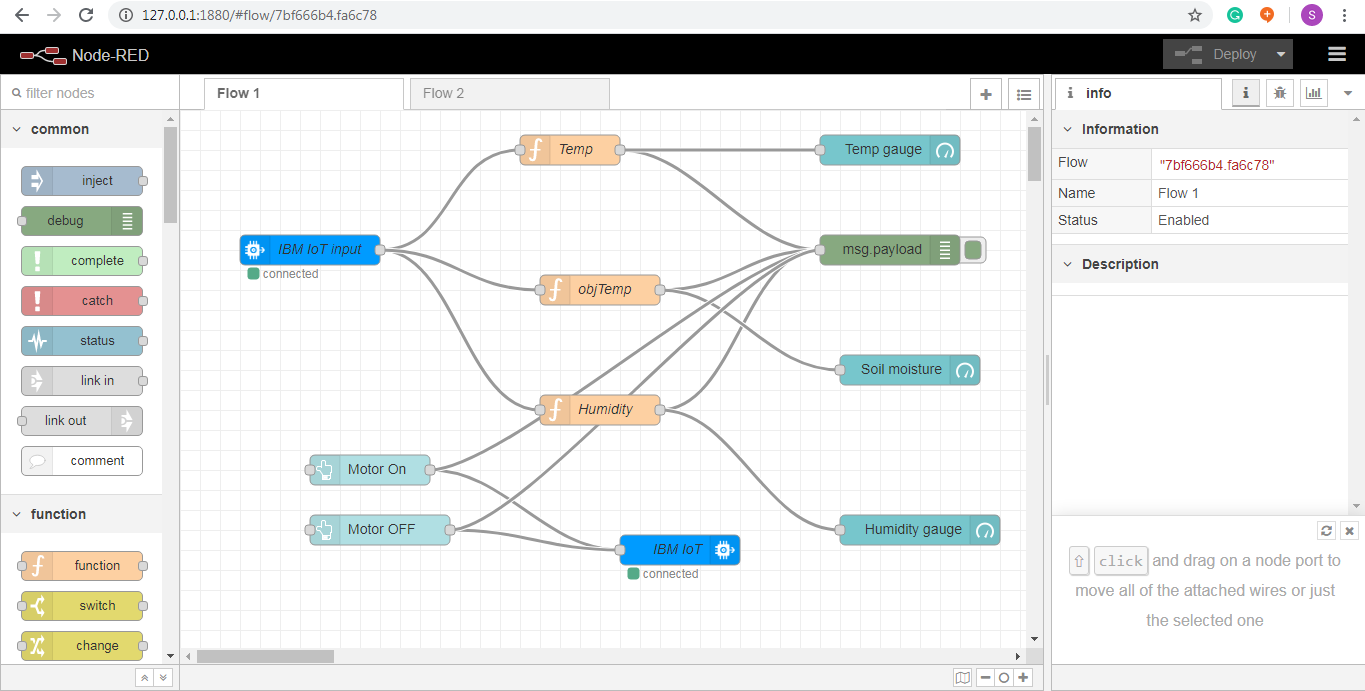 127.0.0.1:1880/#flow/7bf666b4.fa6c78
S
Node-RED
Deploy
filter nodes
Flow 1
Flow 2
i info
i
common
inject
debug
complete
catch
status
link in
link out
comment
function
function
switch
change
Temp
Temp gauge
IBM IoT input
connected
msg.payload
objTemp
Soil moisture
Humidity
Motor On
Motor OFF
Humidity gauge
IBM IoT
connected
Information
Flow "7bf666b4.fa6c78"
Name Flow 1
Status Enabled
Description
⇧ click and drag on a node port to
move all of the attached wires or just
the selected one